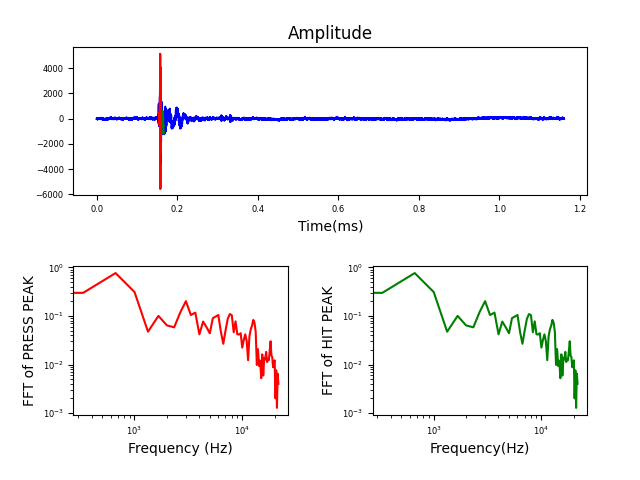 Amplitude
4000
2000
0
−2000
−4000
−6000
0.0 0.2 0.4 0.6 0.8 1.0 1.2
Time(ms)
FFT of PRESS PEAK
10⁰
10⁻¹
10⁻²
10⁻³
10³ 10⁴
Frequency (Hz)
FFT of HIT PEAK
10⁰
10⁻¹
10⁻²
10⁻³
10³ 10⁴
Frequency(Hz)